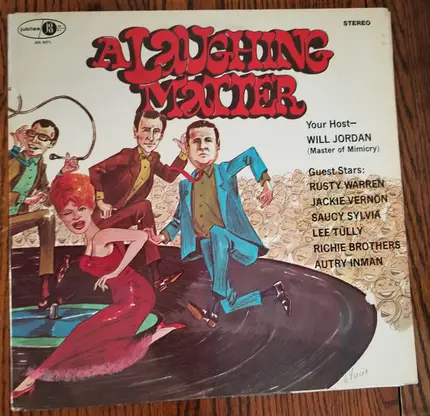 Jubilee
STEREO
A LAUGHING
MATTER
Your Host—
WILL JORDAN
(Master of Mimicry)
Guest Stars:
RUSTY WARREN
JACKIE VERNON
SAUCY SYLVIA
LEE TULLY
RICHIE BROTHERS
AUTRY INMAN